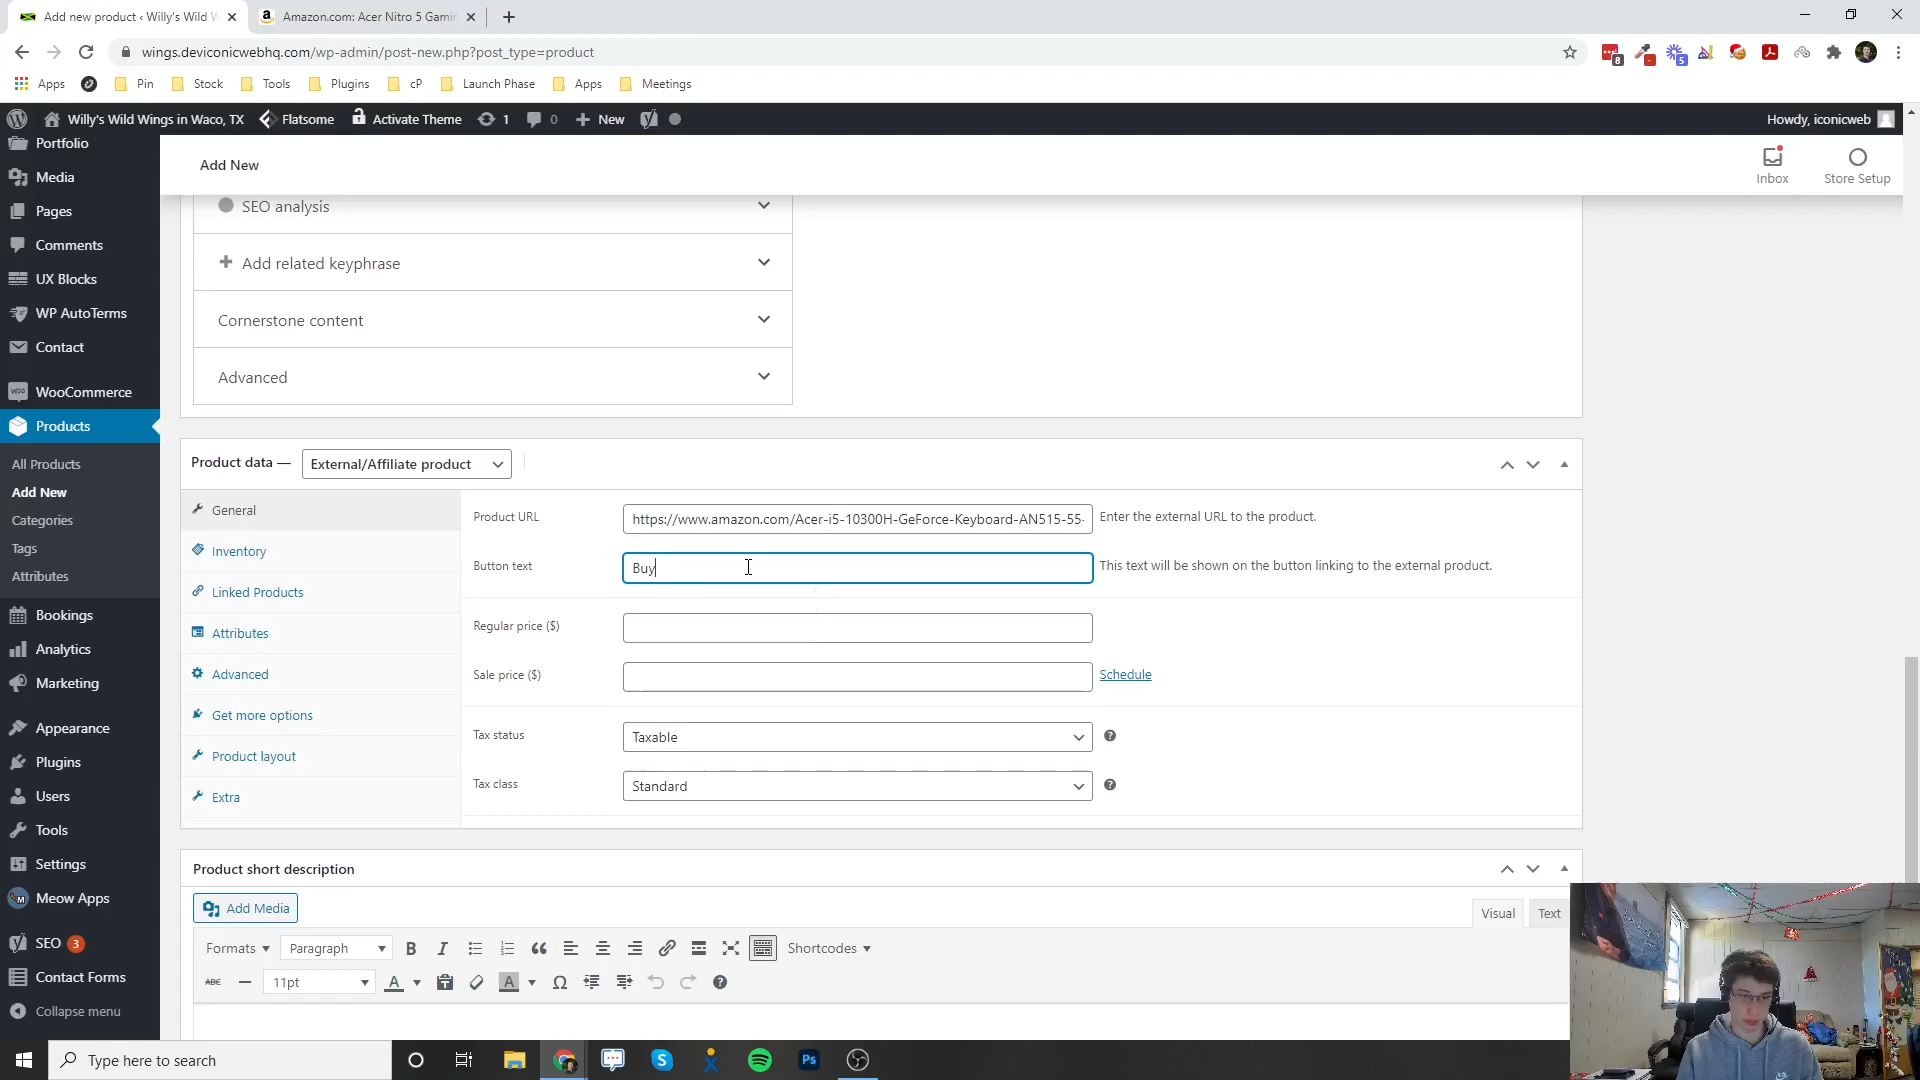 Add new product ‹ Willy's Wild W
Amazon.com: Acer Nitro 5 Gamin
wings.deviconicwebhq.com/wp-admin/post-new.php?post_type=product
8
5
Apps
Pin
Stock
Tools
Plugins
cP
Launch Phase
Apps
Meetings
Willy's Wild Wings in Waco, TX
Flatsome
Activate Theme
1
0
New
Howdy, iconicweb
Portfolio
Media
Pages
Comments
UX Blocks
WP AutoTerms
Contact
WooCommerce
Products
All Products
Add New
Categories
Tags
Attributes
Bookings
Analytics
Marketing
Appearance
Plugins
Users
Tools
Settings
Meow Apps
SEO 3
Contact Forms
Collapse menu
Add New
Inbox
Store Setup
SEO analysis
Add related keyphrase
Cornerstone content
Advanced
Product data —
External/Affiliate product
General
Inventory
Linked Products
Attributes
Advanced
Get more options
Product layout
Extra
Product URL
https://www.amazon.com/Acer-i5-10300H-GeForce-Keyboard-AN515-55-
Enter the external URL to the product.
Button text
Buy
This text will be shown on the button linking to the external product.
Regular price ($)
Sale price ($)
Schedule
Tax status
Taxable
Tax class
Standard
Product short description
Add Media
Visual
Text
Formats
Paragraph
B
I
Shortcodes
ABC
11pt
A
A
Ω
Type here to search
Ps